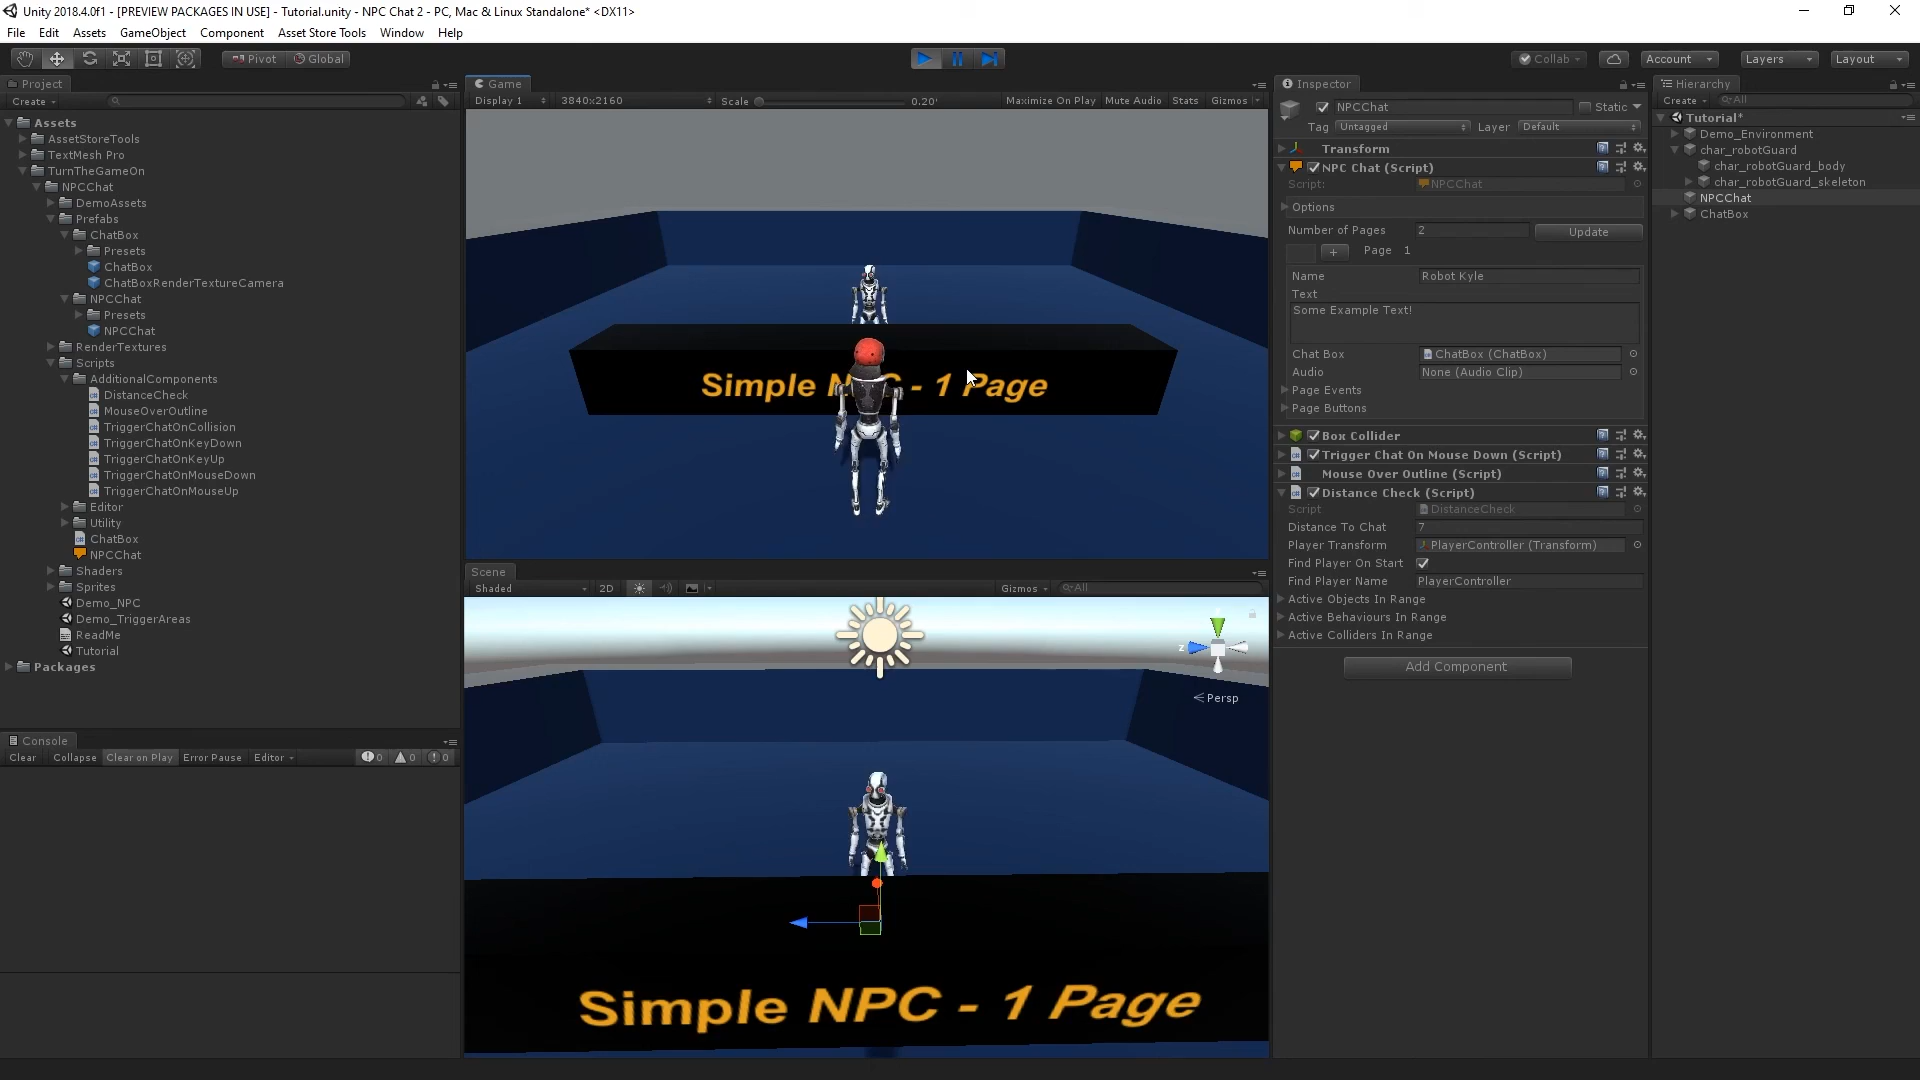 Unity 2018.4.0f1 - [PREVIEW PACKAGES IN USE] - Tutorial.unity - NPC Chat 2 - PC, Mac & Linux Standalone* <DX11>
File Edit Assets GameObject Component Asset Store Tools Window Help
Pivot Global Collab Account Layers Layout
Project
Create
Assets
AssetStoreTools
TextMesh Pro
TurnTheGameOn
NPCChat
DemoAssets
Prefabs
ChatBox
Presets
ChatBox
ChatBoxRenderTextureCamera
NPCChat
Presets
NPCChat
RenderTextures
Scripts
AdditionalComponents
DistanceCheck
MouseOverOutline
TriggerChatOnCollision
TriggerChatOnKeyDown
TriggerChatOnKeyUp
TriggerChatOnMouseDown
TriggerChatOnMouseUp
Editor
Utility
ChatBox
NPCChat
Shaders
Sprites
Demo_NPC
Demo_TriggerAreas
ReadMe
Tutorial
Packages
Console
Clear Collapse Clear on Play Error Pause Editor 0 0 0
Game
Display 1 3840x2160 Scale 0.20' Maximize On Play Mute Audio Stats Gizmos
Simple N - 1 Page
Scene
Shaded 2D Gizmos All
z
Persp
Simple NPC - 1 Page
Inspector
NPCChat Static
Tag Untagged Layer Default
Transform
NPC Chat (Script)
Script: NPCChat
Options
Number of Pages 2 Update
+ Page 1
Name Robot Kyle
Text
Some Example Text!
Chat Box ChatBox (ChatBox)
Audio None (Audio Clip)
Page Events
Page Buttons
Box Collider
Trigger Chat On Mouse Down (Script)
Mouse Over Outline (Script)
Distance Check (Script)
Script DistanceCheck
Distance To Chat 7
Player Transform PlayerController (Transform)
Find Player On Start
Find Player Name PlayerController
Active Objects In Range
Active Behaviours In Range
Active Colliders In Range
Add Component
Hierarchy
Create All
Tutorial*
Demo_Environment
char_robotGuard
char_robotGuard_body
char_robotGuard_skeleton
NPCChat
ChatBox